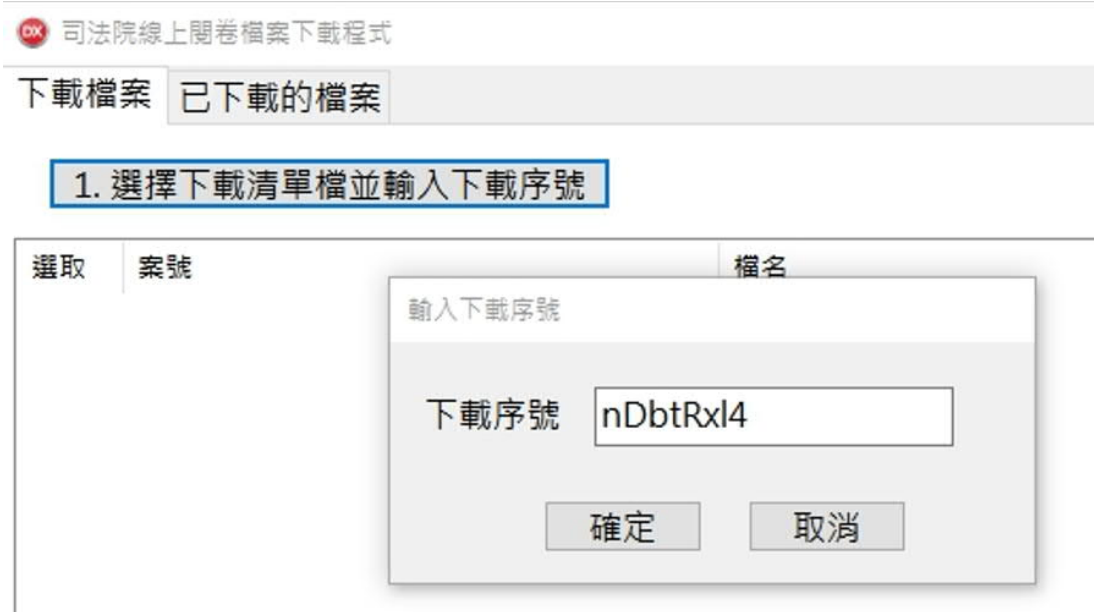 DX 司法院線上閱卷檔案下載程式
下載檔案 已下載的檔案
1. 選擇下載清單檔並輸入下載序號
選取 案號 檔名
輸入下載序號
下載序號 nDbtRxl4
確定 取消